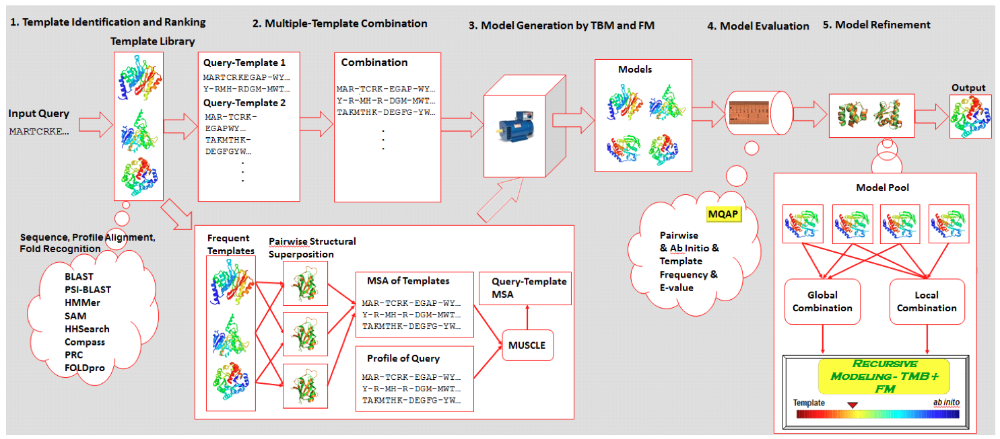 1. Template Identification and Ranking
2. Multiple-Template Combination
3. Model Generation by TBM and FM
4. Model Evaluation
5. Model Refinement
Template Library
Input Query
MARTCRKE…
Query-Template 1
MARTCRKEGAP-WY…
Y-RMH-RDGM-MWT…
Query-Template 2
MAR-TCRK-
EGAPWY…
TAKMTHK-
DEGFGYW…
.
.
.
Combination
MAR-TCRK-EGAP-WY…
Y-R-MH-R-DGM-MWT…
TAKMTHK-DEGFG-YW…
.
.
.
Models
Output
Sequence, Profile Alignment,
Fold Recognition
BLAST
PSI-BLAST
HMMer
SAM
HHSearch
Compass
PRC
FOLDpro
Frequent
Templates
Pairwise Structural
Superposition
MSA of Templates
MAR-TCRK-EGAP-WY…
Y-R-MH-R-DGM-MWT…
TAKMTHK-DEGFG-YW…
Profile of Query
MAR-TCRK-EGAP-WY…
Y-R-MH-R-DGM-MWT…
TAKMTHK-DEGFG-YW…
Query-Template
MSA
MUSCLE
MQAP
Pairwise
& Ab Initio &
Template
Frequency &
E-value
Model Pool
Global
Combination
Local
Combination
RECURSIVE
MODELING- TMB +
FM
Template
ab inito